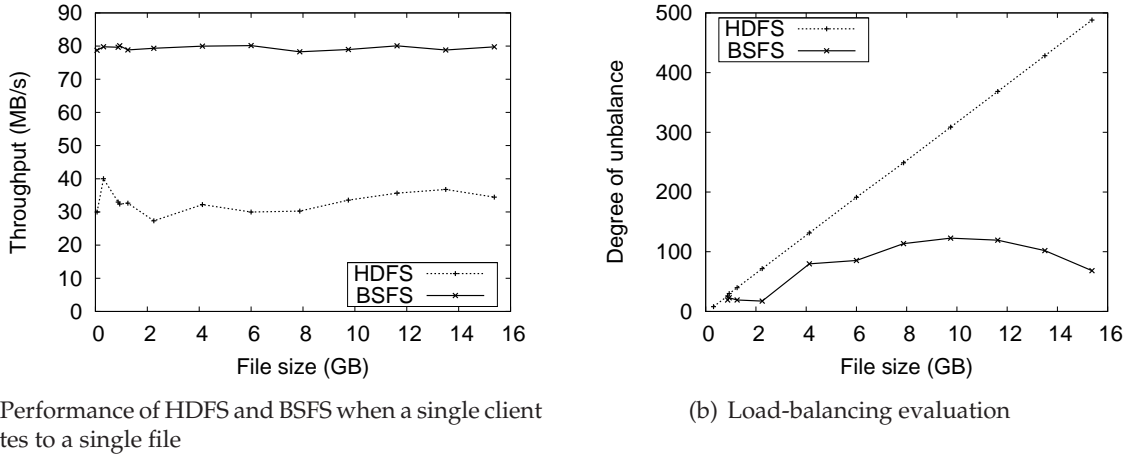 90
80
70
60
50
40
30
20
10
0
Throughput (MB/s)
HDFS
BSFS
0 2 4 6 8 10 12 14 16
File size (GB)
Performance of HDFS and BSFS when a single client
tes to a single file
500
400
300
200
100
0
Degree of unbalance
HDFS
BSFS
0 2 4 6 8 10 12 14 16
File size (GB)
(b) Load-balancing evaluation